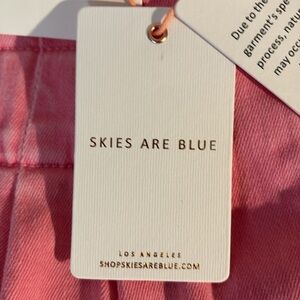 SKIES ARE BLUE
LOS ANGELES
SHOPSKIESAREBLUE.COM
Due to the
garment's spe
process, natu
may occ